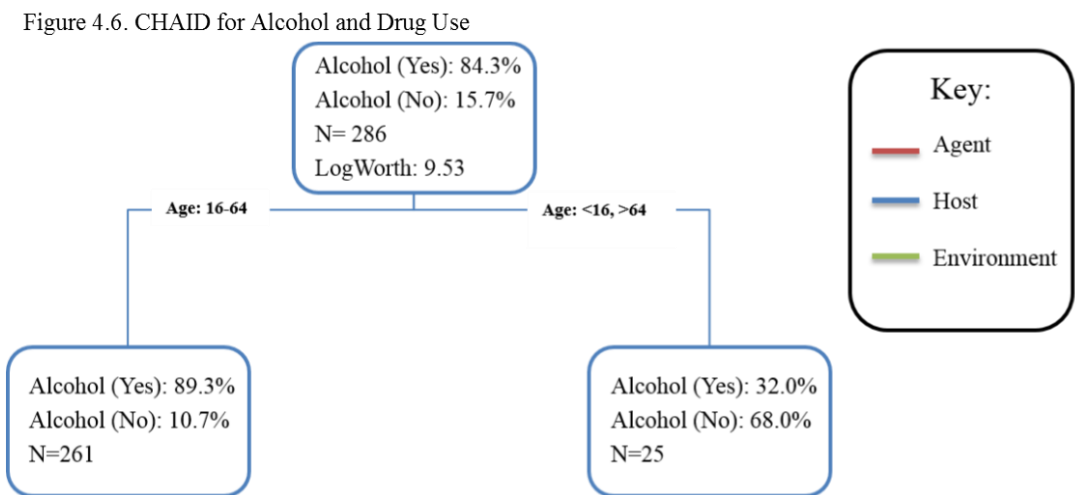 Figure 4.6. CHAID for Alcohol and Drug Use
Alcohol (Yes): 84.3%
Alcohol (No): 15.7%
N= 286
LogWorth: 9.53
Key:
Agent
Host
Environment
Age: 16-64
Age: <16, >64
Alcohol (Yes): 89.3%
Alcohol (No): 10.7%
N=261
Alcohol (Yes): 32.0%
Alcohol (No): 68.0%
N=25